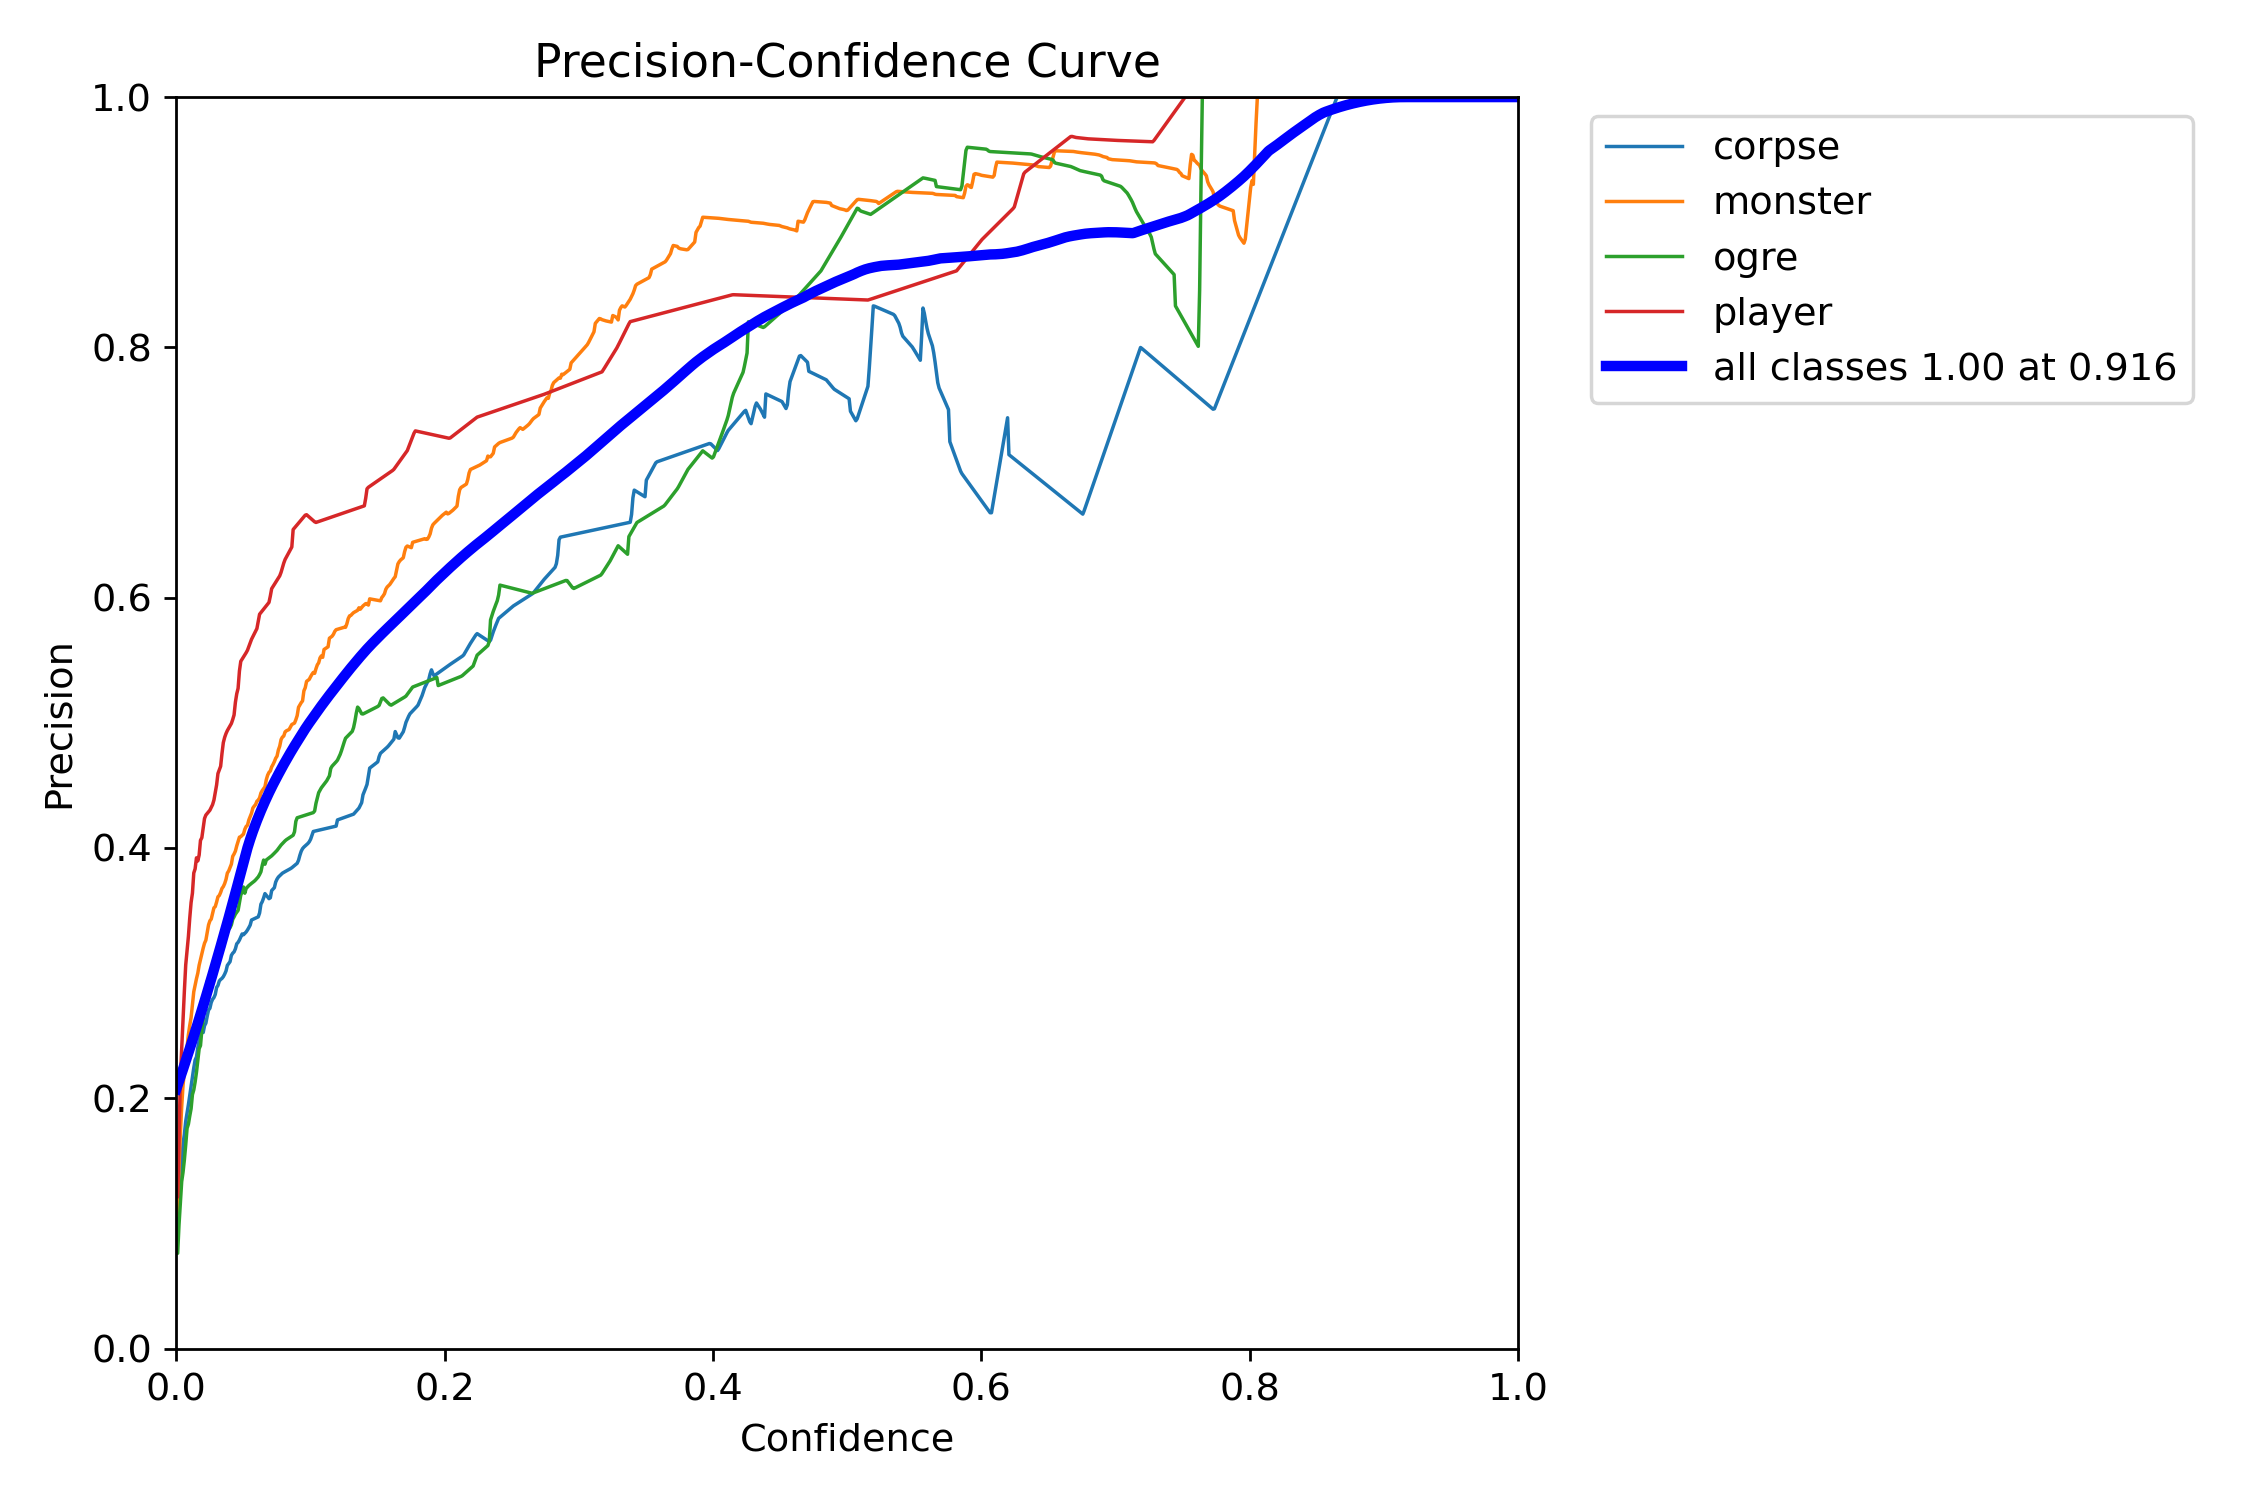 Precision-Confidence Curve
1.0
0.8
0.6
0.4
0.2
0.0
Precision
0.0 0.2 0.4 0.6 0.8 1.0
Confidence
corpse
monster
ogre
player
all classes 1.00 at 0.916